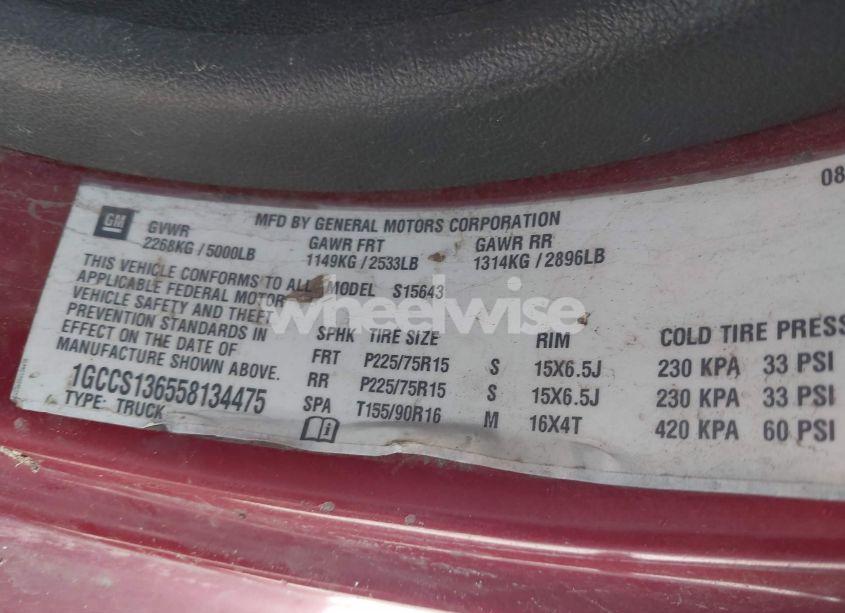 08
GM
MFD BY GENERAL MOTORS CORPORATION
GVWR GAWR FRT GAWR RR
2268KG / 5000LB 1149KG / 2533LB 1314KG / 2896LB
THIS VEHICLE CONFORMS TO ALL
APPLICABLE FEDERAL MOTOR
VEHICLE SAFETY AND THEFT
PREVENTION STANDARDS IN
EFFECT ON THE DATE OF
MANUFACTURE SHOWN ABOVE.
1GCCS136558134475
TYPE: TRUCK
MODEL S15643
SPHK TIRE SIZE RIM COLD TIRE PRESS
FRT P225/75R15 S 15X6.5J 230 KPA 33 PSI
RR P225/75R15 S 15X6.5J 230 KPA 33 PSI
SPA T155/90R16 M 16X4T 420 KPA 60 PSI
wheelwise